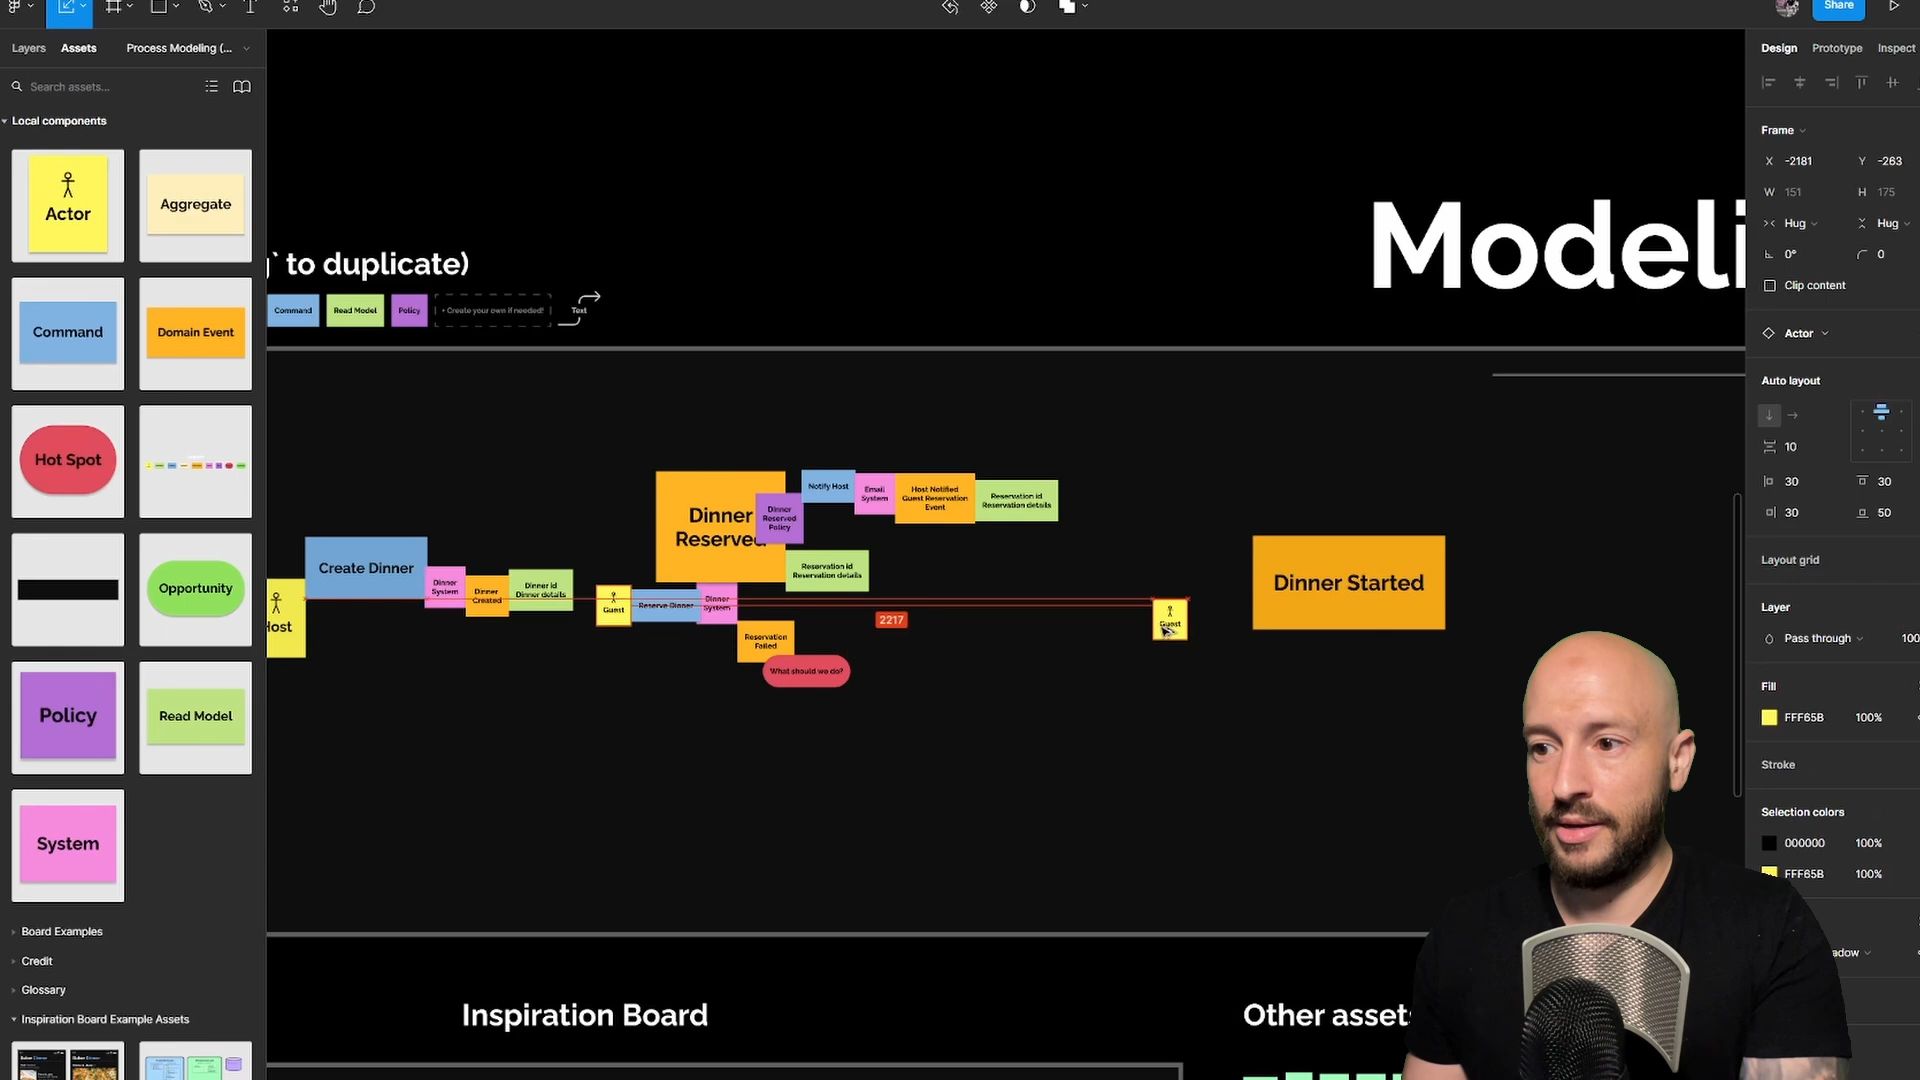 Share
Layers
Assets
Process Modeling (...
Search assets...
Local components
Actor
Aggregate
Command
Domain Event
Hot Spot
Opportunity
Policy
Read Model
System
Board Examples
Credit
Glossary
Inspiration Board Example Assets
Modeli
to duplicate)
Command
Read Model
Policy
+ Create your own if needed!
Text
Dinner
Reserved
Dinner
Reserved
Policy
Notify Host
Email
System
Host Notified
Guest Reservation
Event
Reservation id
Reservation details
Reservation id
Reservation details
Create Dinner
Dinner
System
Dinner
Created
Dinner id
Dinner details
Host
Guest
Reserve Dinner
Dinner
System
Reservation
Failed
What should we do?
2217
Guest
Dinner Started
Inspiration Board
Other assets
Design
Prototype
Inspect
Frame
X -2181
Y -263
W 151
H 175
Hug
Hug
0°
0
Clip content
Actor
Auto layout
10
30
30
30
50
Layout grid
Layer
Pass through
100
Fill
FFF65B
100%
Stroke
Selection colors
000000
100%
FFF65B
100%
adow